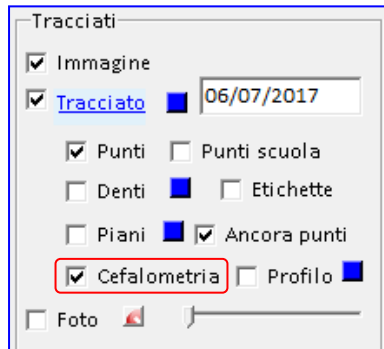 Tracciati
Immagine
Tracciato 06/07/2017
Punti Punti scuola
Denti Etichette
Piani Ancora punti
Cefalometria Profilo
Foto